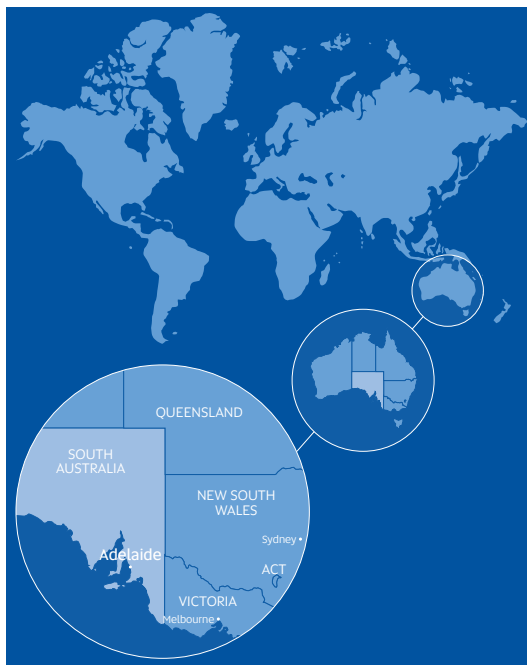 QUEENSLAND
SOUTH
AUSTRALIA
NEW SOUTH
WALES
Sydney
Adelaide
ACT
VICTORIA
Melbourne